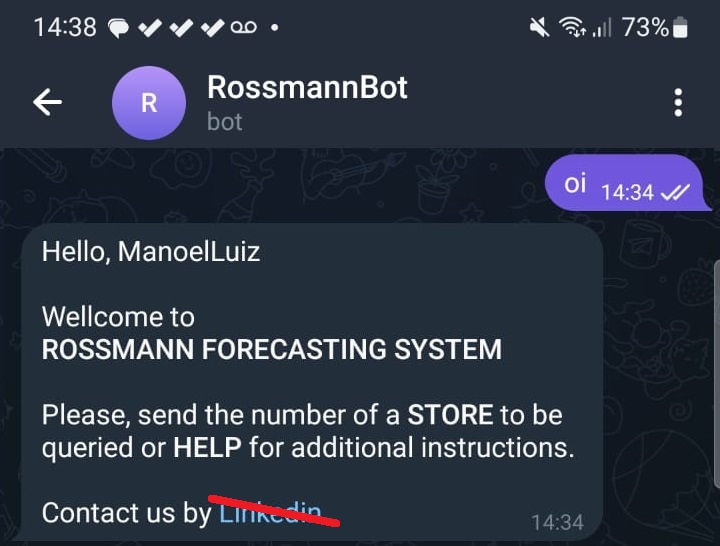 14:38 73%
R
RossmannBot
bot
oi 14:34
Hello, ManoelLuiz
Wellcome to
ROSSMANN FORECASTING SYSTEM
Please, send the number of a STORE to be
queried or HELP for additional instructions.
Contact us by Linkedin 14:34